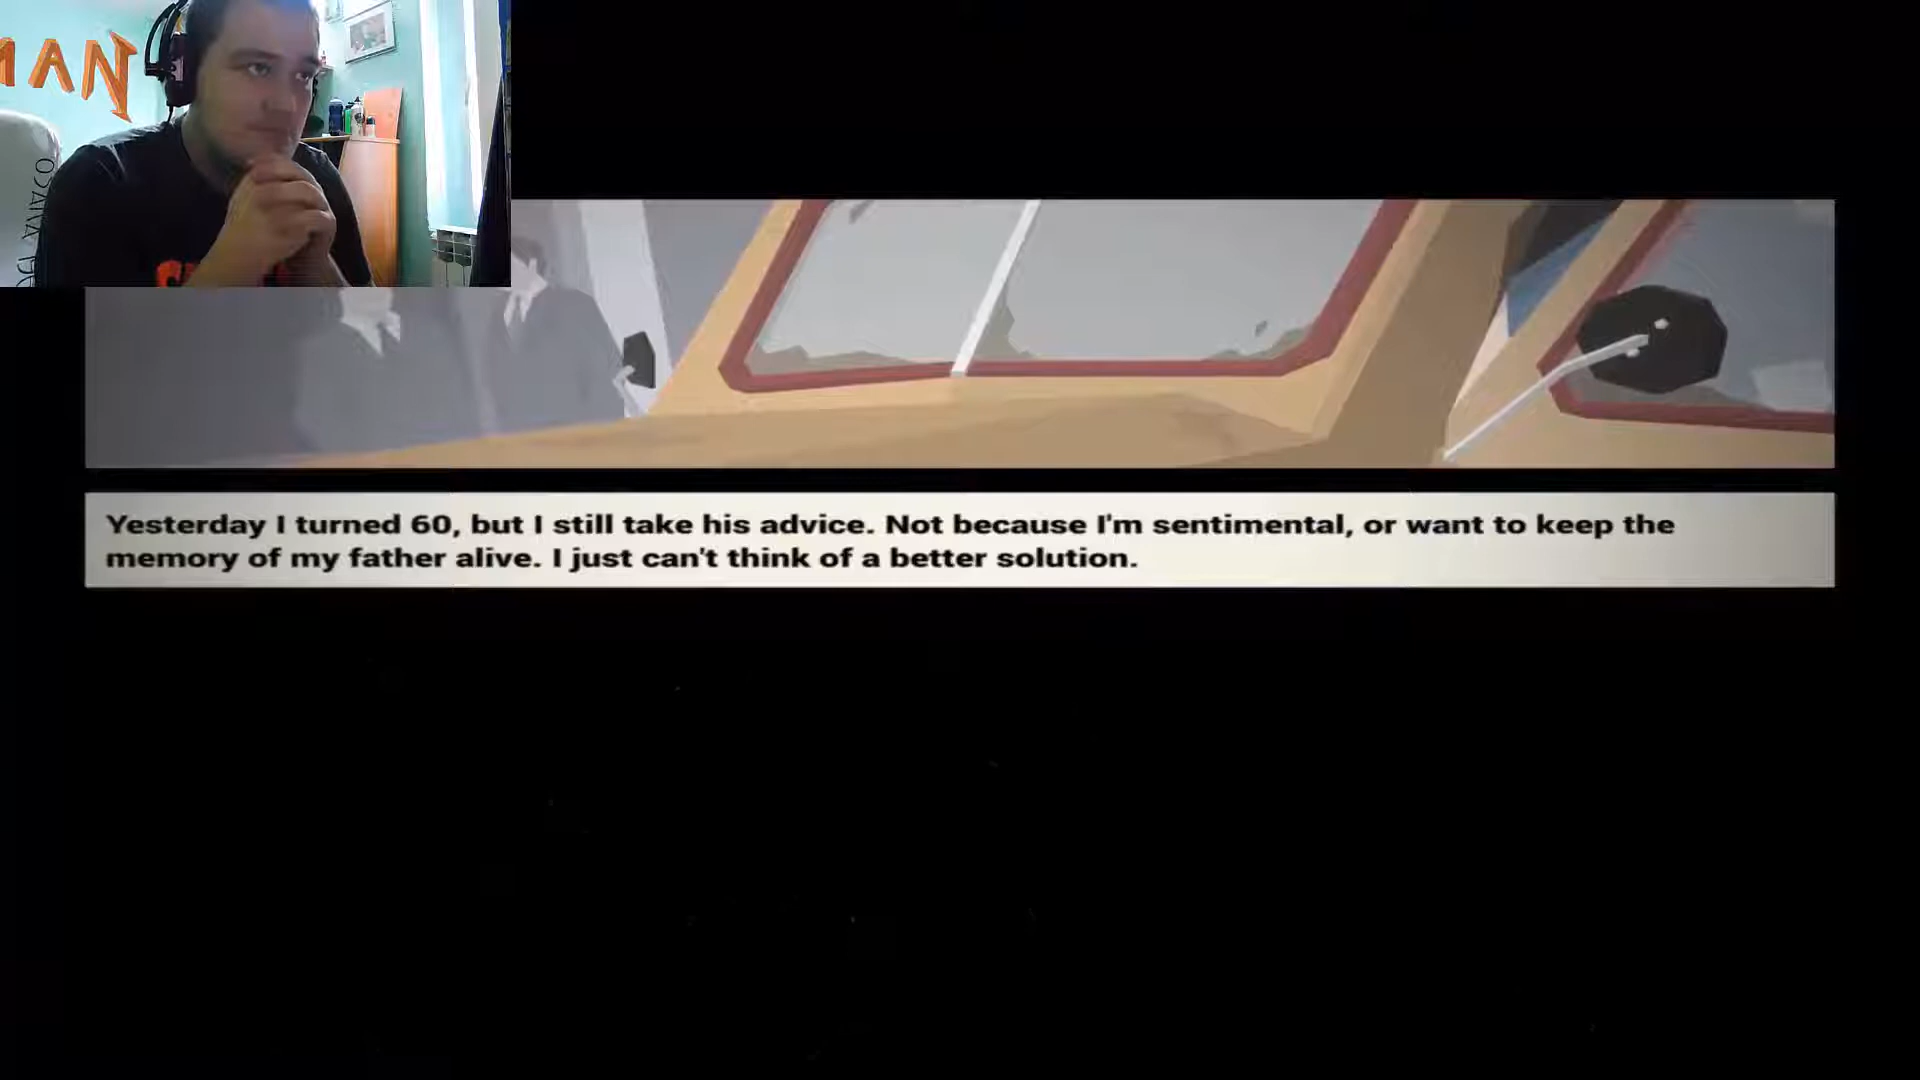 MAN
Yesterday I turned 60, but I still take his advice. Not because I'm sentimental, or want to keep the
memory of my father alive. I just can't think of a better solution.